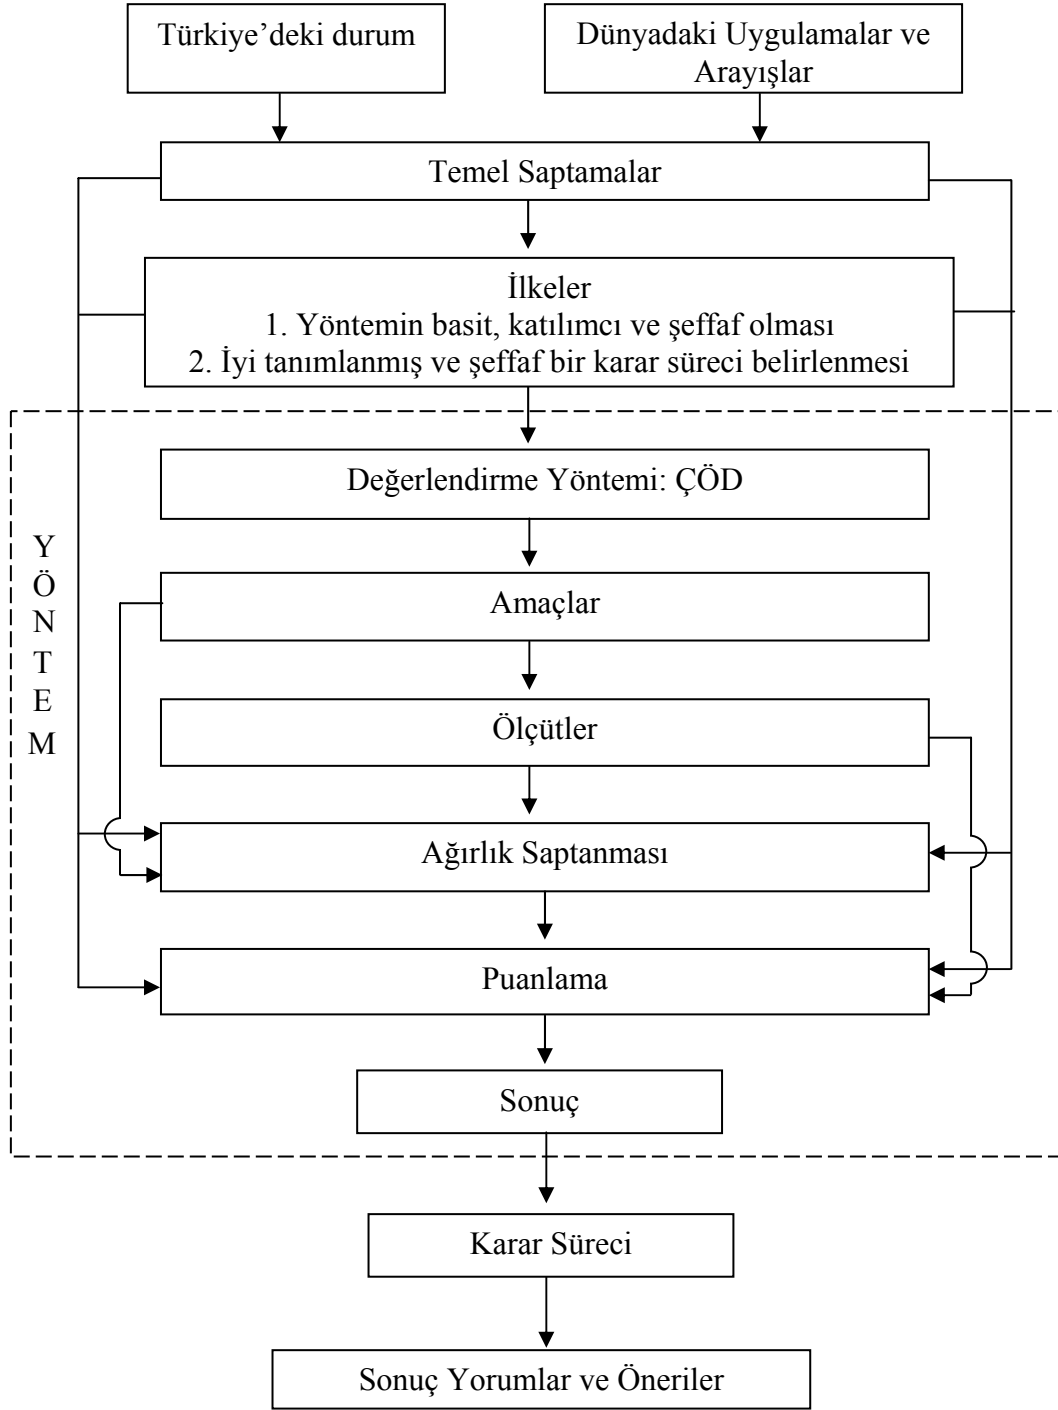 Türkiye’deki durum
Dünyadaki Uygulamalar ve
Arayışlar
Temel Saptamalar
İlkeler
1. Yöntemin basit, katılımcı ve şeffaf olması
2. İyi tanımlanmış ve şeffaf bir karar süreci belirlenmesi
Y
Ö
N
T
E
M
Değerlendirme Yöntemi: ÇÖD
Amaçlar
Ölçütler
Ağırlık Saptanması
Puanlama
Sonuç
Karar Süreci
Sonuç Yorumlar ve Öneriler